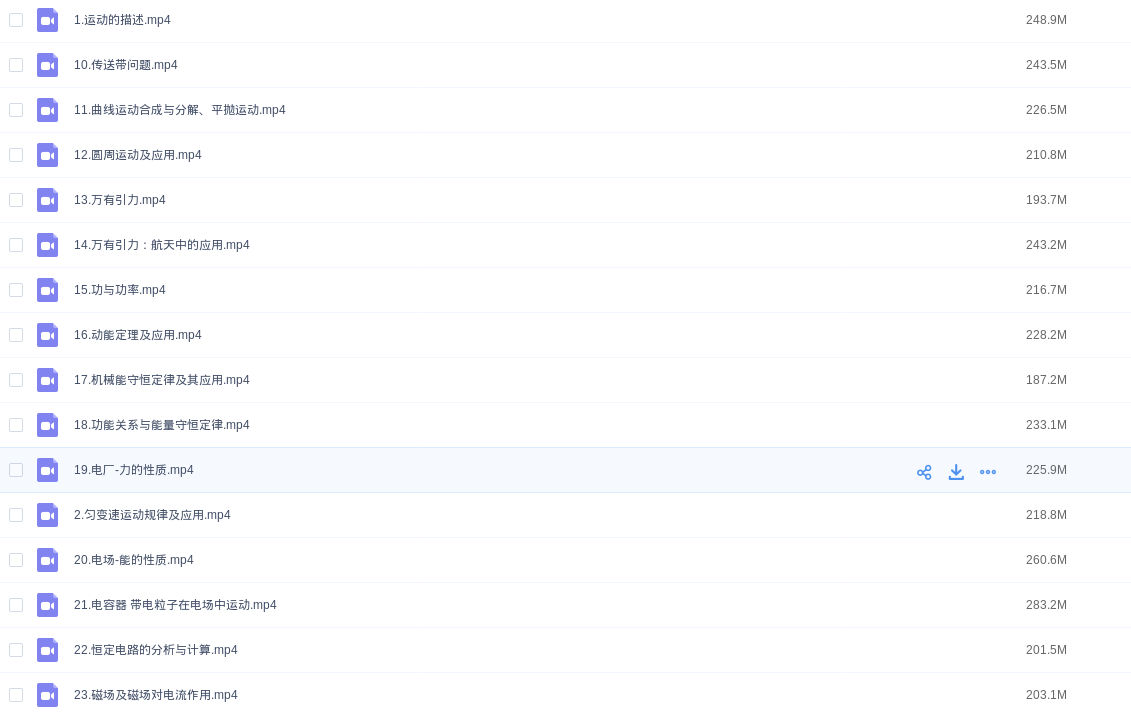 1.运动的描述.mp4 248.9M
10.传送带问题.mp4 243.5M
11.曲线运动合成与分解、平抛运动.mp4 226.5M
12.圆周运动及应用.mp4 210.8M
13.万有引力.mp4 193.7M
14.万有引力：航天中的应用.mp4 243.2M
15.功与功率.mp4 216.7M
16.动能定理及应用.mp4 228.2M
17.机械能守恒定律及其应用.mp4 187.2M
18.功能关系与能量守恒定律.mp4 233.1M
19.电厂-力的性质.mp4 225.9M
2.匀变速运动规律及应用.mp4 218.8M
20.电场-能的性质.mp4 260.6M
21.电容器 带电粒子在电场中运动.mp4 283.2M
22.恒定电路的分析与计算.mp4 201.5M
23.磁场及磁场对电流作用.mp4 203.1M